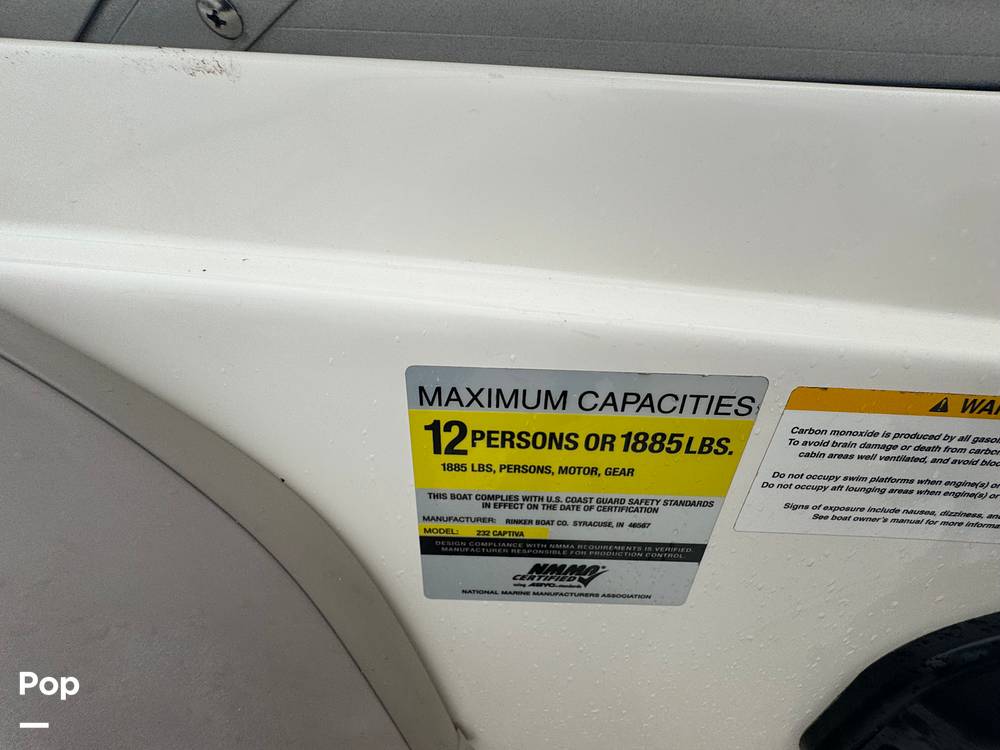 MAXIMUM CAPACITIES
12 PERSONS OR 1885 LBS.
1885 LBS, PERSONS, MOTOR, GEAR
THIS BOAT COMPLIES WITH U.S. COAST GUARD SAFETY STANDARDS
IN EFFECT ON THE DATE OF CERTIFICATION
MANUFACTURER: RINKER BOAT CO. SYRACUSE, IN 46567
MODEL: 232 CAPTIVA
DESIGN COMPLIANCE WITH NMMA REQUIREMENTS IS VERIFIED.
MANUFACTURER RESPONSIBLE FOR PRODUCTION CONTROL.
NMMA
CERTIFIED
using ABYC standards
NATIONAL MARINE MANUFACTURERS ASSOCIATION
Carbon monoxide is produced by all
To avoid brain damage or death from
cabin areas well ventilated, and avoid
Do not occupy swim platforms when engine(s)
Do not occupy aft lounging areas when engine(s) or
Signs of exposure include nausea, dizziness,
See boat owner's manual for more
Pop